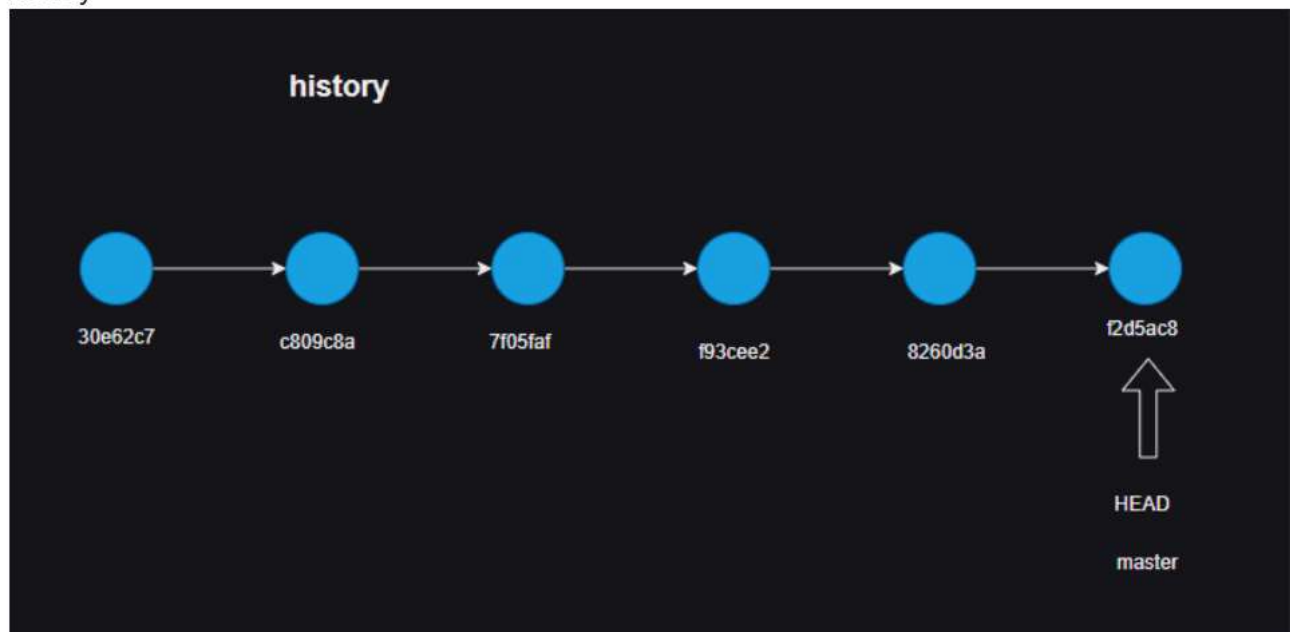 history
30e62c7
c809c8a
7f05faf
f93cee2
8260d3a
f2d5ac8
HEAD
master